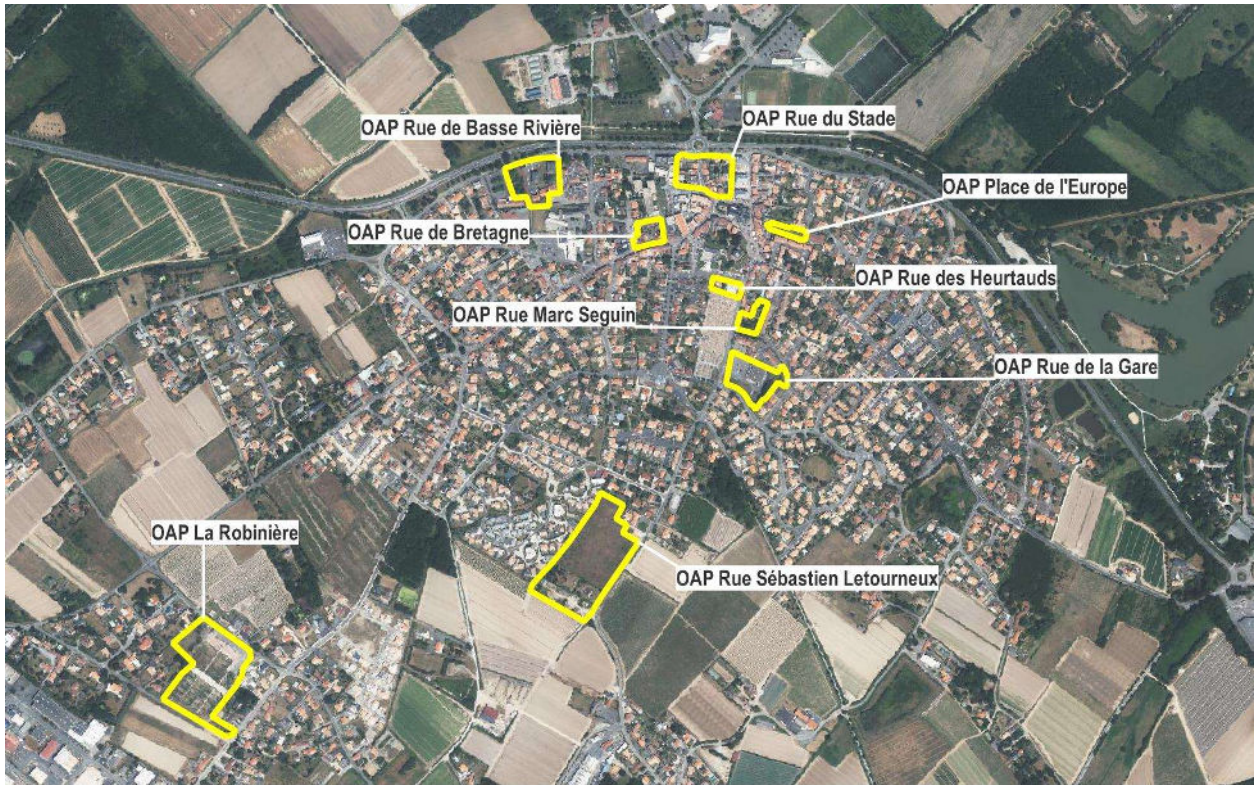 OAP Rue du Stade
OAP Rue de Basse Rivière
OAP Place de l'Europe
OAP Rue de Bretagne
OAP Rue des Heurtauds
OAP Rue Marc Seguin
OAP Rue de la Gare
OAP La Robinière
OAP Rue Sébastien Letourneux